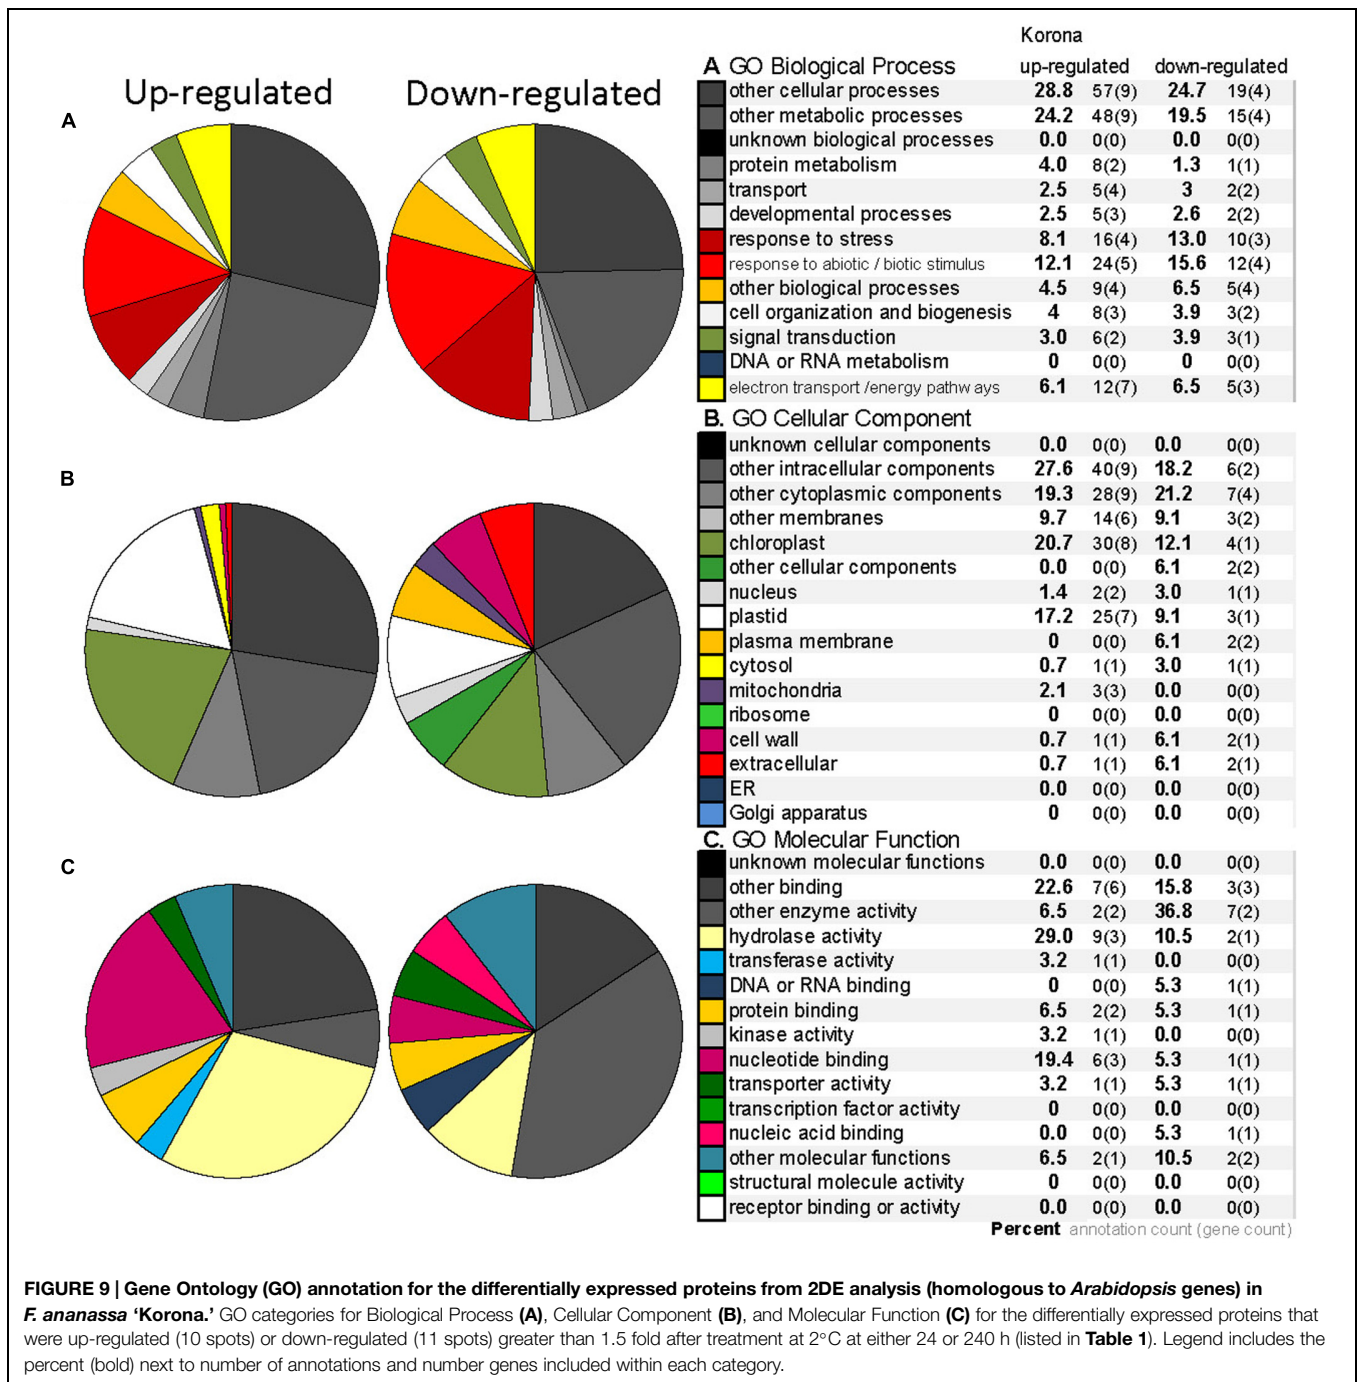 Korona
Up-regulated
Down-regulated
A GO Biological Process up-regulated down-regulated
A
other cellular processes 28.8 57(9) 24.7 19(4)
other metabolic processes 24.2 48(9) 19.5 15(4)
unknown biological processes 0.0 0(0) 0.0 0(0)
protein metabolism 4.0 8(2) 1.3 1(1)
transport 2.5 5(4) 3 2(2)
developmental processes 2.5 5(3) 2.6 2(2)
response to stress 8.1 16(4) 13.0 10(3)
response to abiotic / biotic stimulus 12.1 24(5) 15.6 12(4)
other biological processes 4.5 9(4) 6.5 5(4)
cell organization and biogenesis 4 8(3) 3.9 3(2)
signal transduction 3.0 6(2) 3.9 3(1)
DNA or RNA metabolism 0 0(0) 0 0(0)
electron transport /energy pathways 6.1 12(7) 6.5 5(3)
B. GO Cellular Component
B
unknown cellular components 0.0 0(0) 0.0 0(0)
other intracellular components 27.6 40(9) 18.2 6(2)
other cytoplasmic components 19.3 28(9) 21.2 7(4)
other membranes 9.7 14(6) 9.1 3(2)
chloroplast 20.7 30(8) 12.1 4(1)
other cellular components 0.0 0(0) 6.1 2(2)
nucleus 1.4 2(2) 3.0 1(1)
plastid 17.2 25(7) 9.1 3(1)
plasma membrane 0 0(0) 6.1 2(2)
cytosol 0.7 1(1) 3.0 1(1)
mitochondria 2.1 3(3) 0.0 0(0)
ribosome 0 0(0) 0.0 0(0)
cell wall 0.7 1(1) 6.1 2(1)
extracellular 0.7 1(1) 6.1 2(1)
ER 0.0 0(0) 0.0 0(0)
Golgi apparatus 0 0(0) 0.0 0(0)
C. GO Molecular Function
C
unknown molecular functions 0.0 0(0) 0.0 0(0)
other binding 22.6 7(6) 15.8 3(3)
other enzyme activity 6.5 2(2) 36.8 7(2)
hydrolase activity 29.0 9(3) 10.5 2(1)
transferase activity 3.2 1(1) 0.0 0(0)
DNA or RNA binding 0 0(0) 5.3 1(1)
protein binding 6.5 2(2) 5.3 1(1)
kinase activity 3.2 1(1) 0.0 0(0)
nucleotide binding 19.4 6(3) 5.3 1(1)
transporter activity 3.2 1(1) 5.3 1(1)
transcription factor activity 0 0(0) 0.0 0(0)
nucleic acid binding 0.0 0(0) 5.3 1(1)
other molecular functions 6.5 2(1) 10.5 2(2)
structural molecule activity 0 0(0) 0.0 0(0)
receptor binding or activity 0.0 0(0) 0.0 0(0)
Percent annotation count (gene count)
FIGURE 9 | Gene Ontology (GO) annotation for the differentially expressed proteins from 2DE analysis (homologous to Arabidopsis genes) in
F. ananassa ‘Korona.’ GO categories for Biological Process (A), Cellular Component (B), and Molecular Function (C) for the differentially expressed proteins that
were up-regulated (10 spots) or down-regulated (11 spots) greater than 1.5 fold after treatment at 2°C at either 24 or 240 h (listed in Table 1). Legend includes the
percent (bold) next to number of annotations and number genes included within each category.